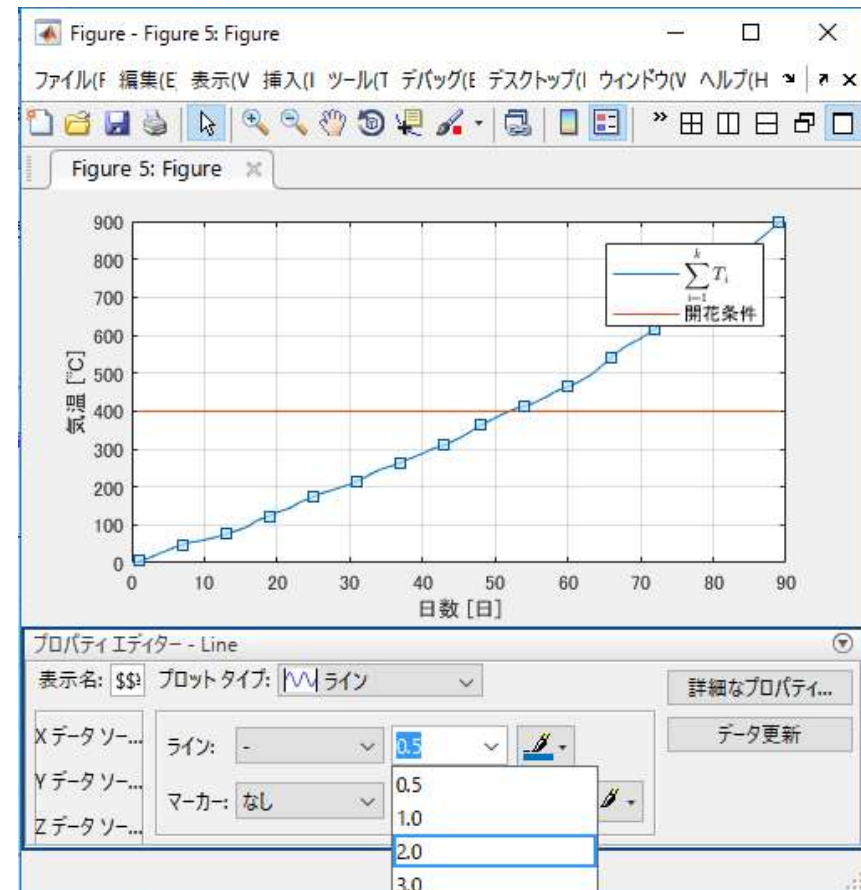 Figure - Figure 5: Figure
ファイル(F 編集(E 表示(V 挿入(I ツール(T デバッグ(E デスクトップ(I ウィンドウ(V ヘルプ(H
Figure 5: Figure
900
800
700
600
500
400
300
200
100
0
気温 [°C]
0 10 20 30 40 50 60 70 80 90
日数 [日]
k
∑ T_i
i=1
開花条件
プロパティ エディター - Line
表示名: $$ プロット タイプ: ライン
詳細なプロパティ...
X データ ソー...
ライン: - 0.5
データ更新
Y データ ソー...
マーカー: なし
Z データ ソー...
0.5
1.0
2.0
3.0